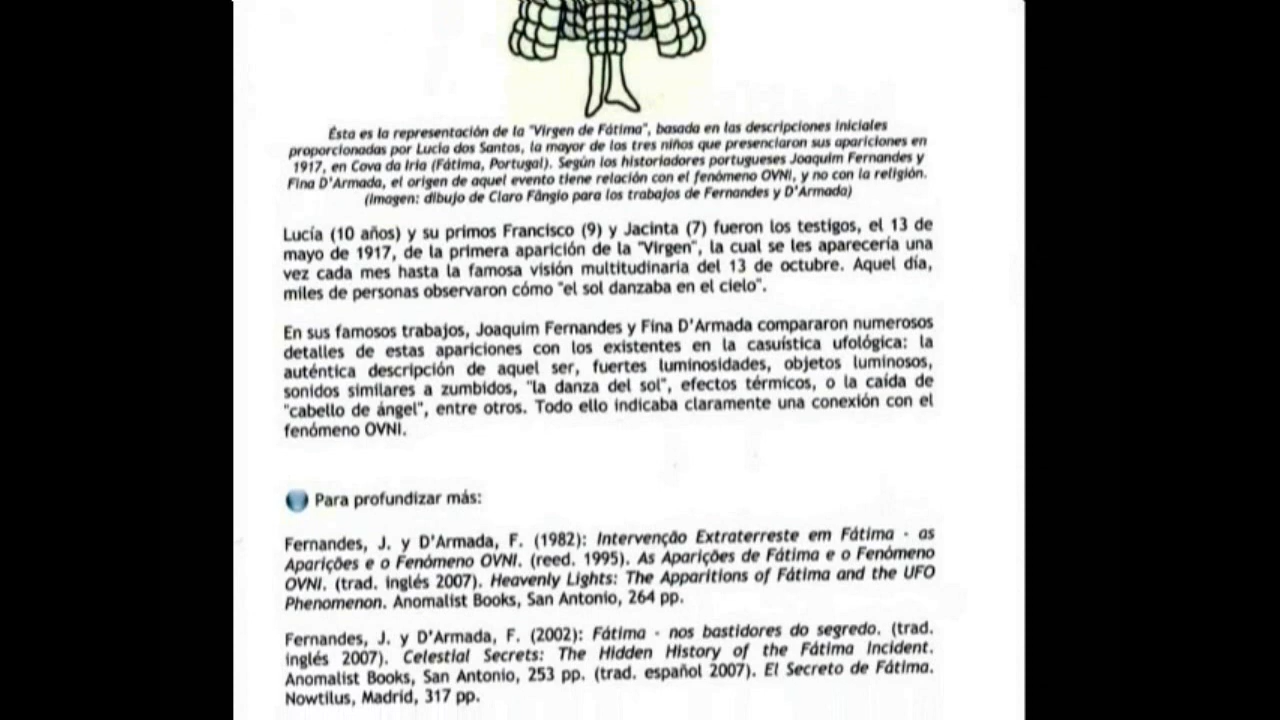 Ésta es la representación de la "Virgen de Fátima", basada en las descripciones iniciales
proporcionadas por Lucia dos Santos, la mayor de los tres niños que presenciaron sus apariciones en
1917, en Cova da Iria (Fátima, Portugal). Según los historiadores portugueses Joaquim Fernandes y
Fina D'Armada, el origen de aquel evento tiene relación con el fenómeno OVNI, y no con la religión.
(Imagen: dibujo de Claro Fângio para los trabajos de Fernandes y D'Armada)
Lucía (10 años) y su primos Francisco (9) y Jacinta (7) fueron los testigos, el 13 de
mayo de 1917, de la primera aparición de la "Virgen", la cual se les aparecería una
vez cada mes hasta la famosa visión multitudinaria del 13 de octubre. Aquel día,
miles de personas observaron cómo "el sol danzaba en el cielo".
En sus famosos trabajos, Joaquim Fernandes y Fina D'Armada compararon numerosos
detalles de estas apariciones con los existentes en la casuística ufológica: la
auténtica descripción de aquel ser, fuertes luminosidades, objetos luminosos,
sonidos similares a zumbidos, "la danza del sol", efectos térmicos, o la caída de
"cabello de ángel", entre otros. Todo ello indicaba claramente una conexión con el
fenómeno OVNI.
Para profundizar más:
Fernandes, J. y D'Armada, F. (1982): Intervenção Extraterreste em Fátima - as
Aparições e o Fenómeno OVNI. (reed. 1995). As Aparições de Fátima e o Fenómeno
OVNI. (trad. inglés 2007). Heavenly Lights: The Apparitions of Fátima and the UFO
Phenomenon. Anomalist Books, San Antonio, 264 pp.
Fernandes, J. y D'Armada, F. (2002): Fátima - nos bastidores do segredo. (trad.
inglés 2007). Celestial Secrets: The Hidden History of the Fátima Incident.
Anomalist Books, San Antonio, 253 pp. (trad. español 2007). El Secreto de Fátima.
Nowtilus, Madrid, 317 pp.